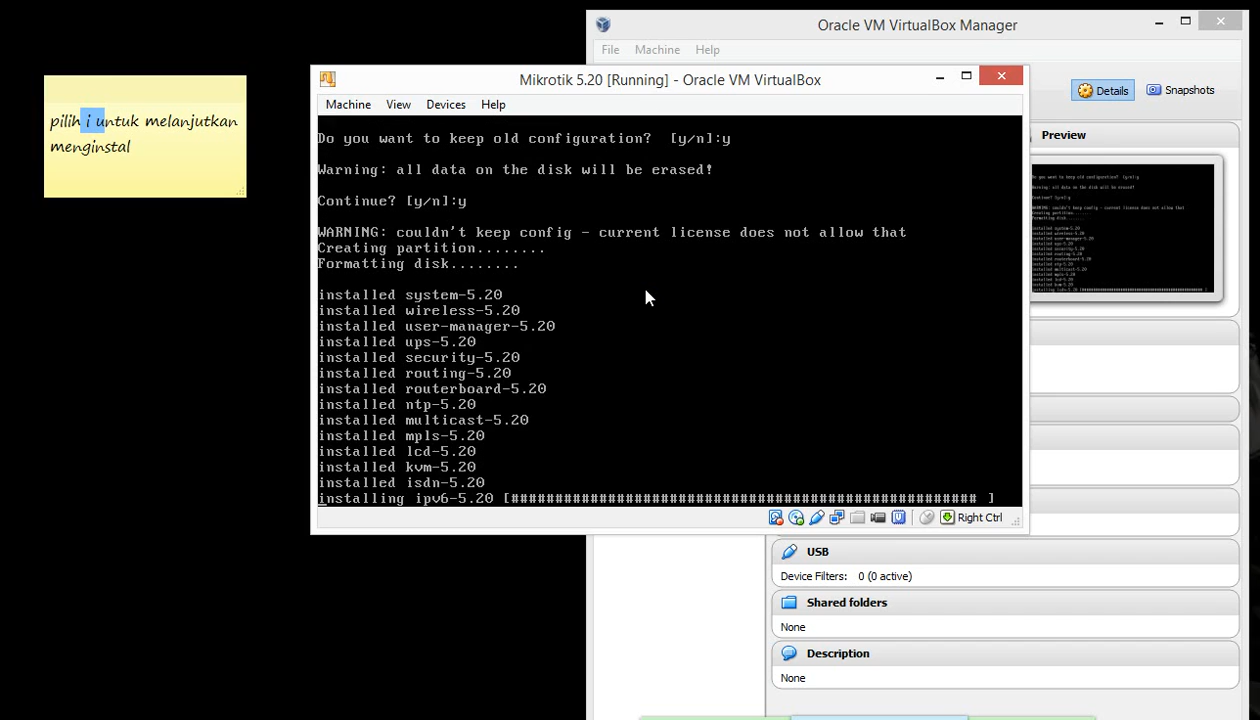 Oracle VM VirtualBox Manager
File Machine Help
Details Snapshots
Preview
pilih i untuk melanjutkan
menginstal
Mikrotik 5.20 [Running] - Oracle VM VirtualBox
Machine View Devices Help
Do you want to keep old configuration? [y/n]:y
Warning: all data on the disk will be erased!
Continue? [y/n]:y
WARNING: couldn't keep config - current license does not allow that
Creating partition........
Formatting disk........
installed system-5.20
installed wireless-5.20
installed user-manager-5.20
installed ups-5.20
installed security-5.20
installed routing-5.20
installed routerboard-5.20
installed ntp-5.20
installed multicast-5.20
installed mpls-5.20
installed lcd-5.20
installed kvm-5.20
installed isdn-5.20
installing ipv6-5.20 [##################################################### ]
Right Ctrl
USB
Device Filters: 0 (0 active)
Shared folders
None
Description
None